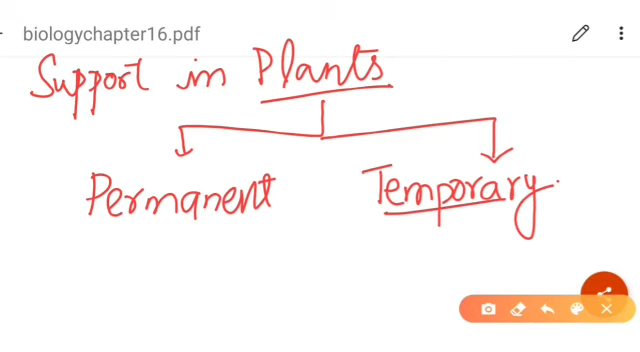 biologychapter16.pdf
Support in Plants
Permanent Temporary